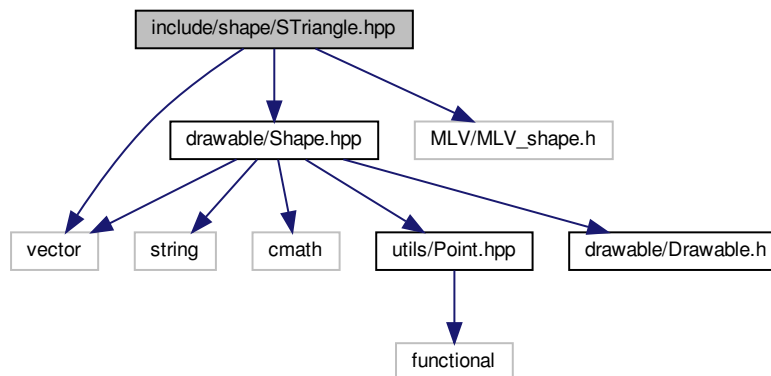 include/shape/STriangle.hpp
drawable/Shape.hpp
MLV/MLV_shape.h
vector
string
cmath
utils/Point.hpp
drawable/Drawable.h
functional